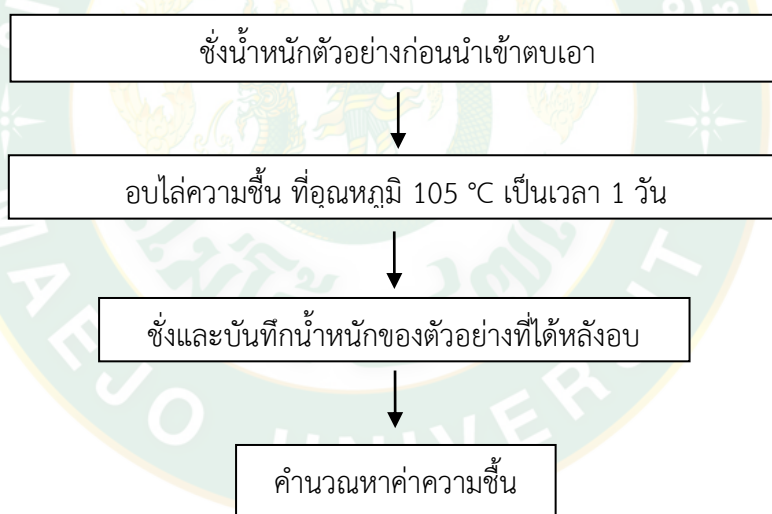 ชั่งน้ำหนักตัวอย่างก่อนนำเข้าตบเอา
อบไล่ความชื้น ที่อุณหภูมิ 105 °C เป็นเวลา 1 วัน
ชั่งและบันทึกน้ำหนักของตัวอย่างที่ได้หลังอบ
คำนวณหาค่าความชื้น
MAEJO UNIVERSITY